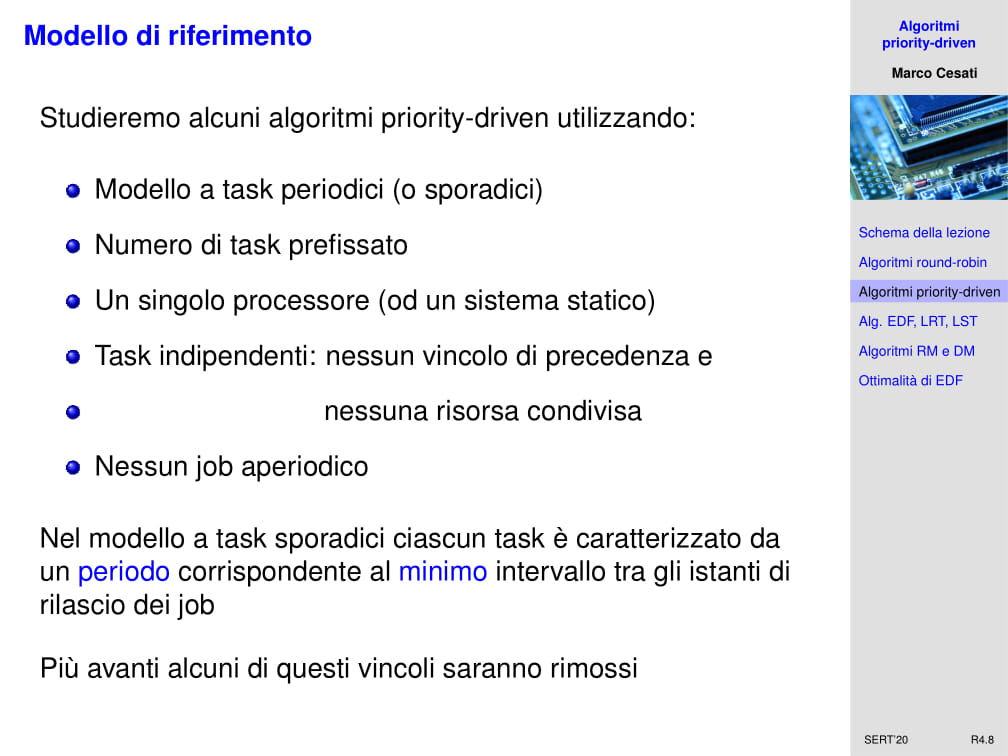 Modello di riferimento
Studieremo alcuni algoritmi priority-driven utilizzando:
Modello a task periodici (o sporadici)
Numero di task prefissato
Un singolo processore (od un sistema statico)
Task indipendenti: nessun vincolo di precedenza e
nessuna risorsa condivisa
Nessun job aperiodico
Nel modello a task sporadici ciascun task è caratterizzato da
un periodo corrispondente al minimo intervallo tra gli istanti di
rilascio dei job
Più avanti alcuni di questi vincoli saranno rimossi
Algoritmi
priority-driven
Marco Cesati
Schema della lezione
Algoritmi round-robin
Algoritmi priority-driven
Alg. EDF, LRT, LST
Algoritmi RM e DM
Ottimalità di EDF
SERT'20
R4.8